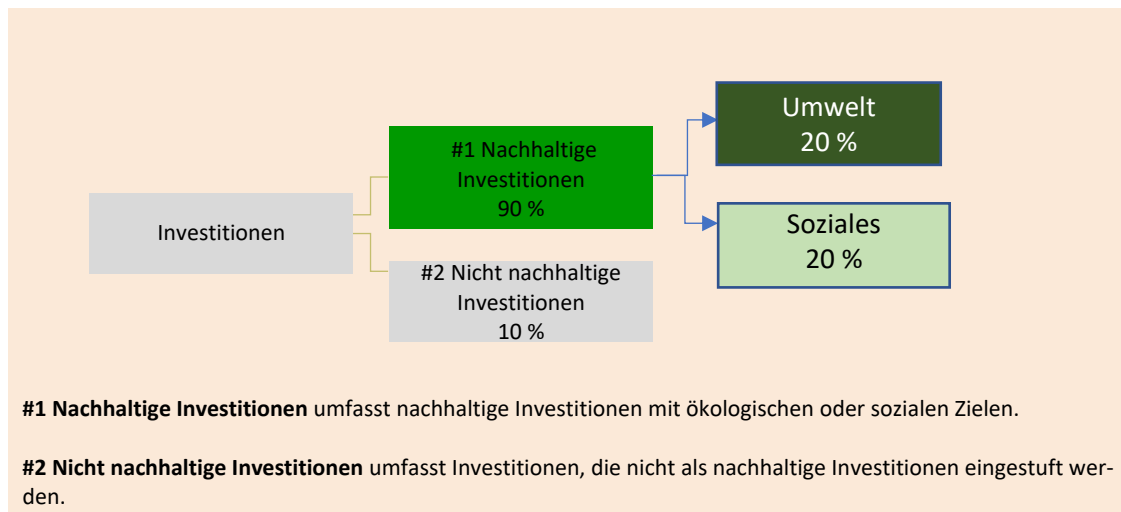 Umwelt
20 %
#1 Nachhaltige
Investitionen
90 %
Investitionen
Soziales
20 %
#2 Nicht nachhaltige
Investitionen
10 %
#1 Nachhaltige Investitionen umfasst nachhaltige Investitionen mit ökologischen oder sozialen Zielen.
#2 Nicht nachhaltige Investitionen umfasst Investitionen, die nicht als nachhaltige Investitionen eingestuft wer-
den.